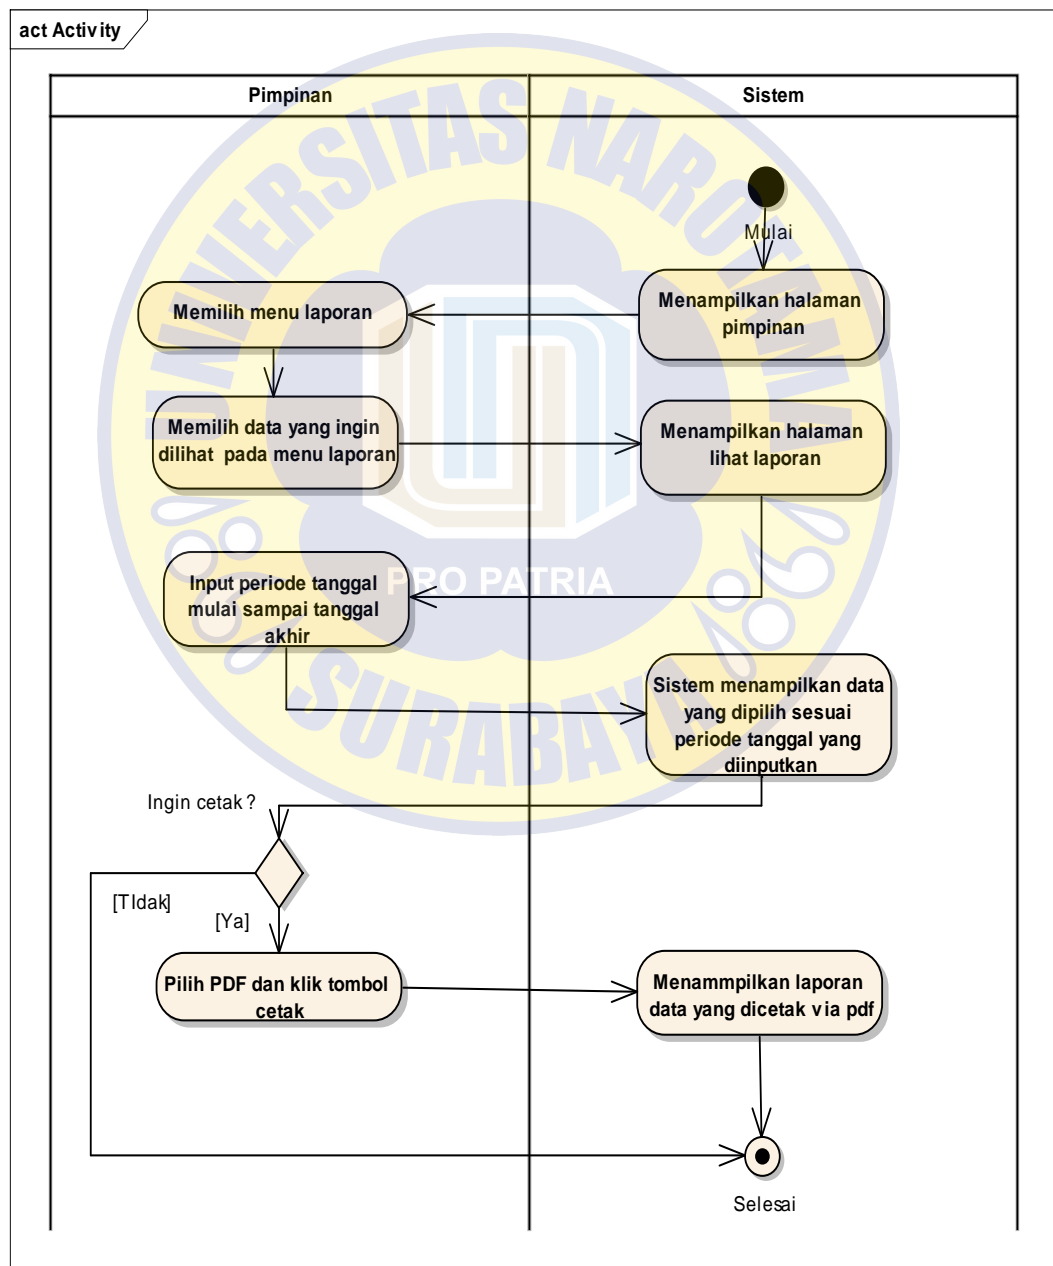 act Activity
Pimpinan
Sistem
Mulai
Menampilkan halaman
pimpinan
Memilih menu laporan
Memilih data yang ingin
dilihat pada menu laporan
Menampilkan halaman
lihat laporan
Input periode tanggal
mulai sampai tanggal
akhir
Sistem menampilkan data
yang dipilih sesuai
periode tanggal yang
diinputkan
Ingin cetak ?
[TIdak]
[Ya]
Pilih PDF dan klik tombol
cetak
Menammpilkan laporan
data yang dicetak via pdf
Selesai
UNIVERSITAS NAROTAMA
PRO PATRIA
SURABAYA